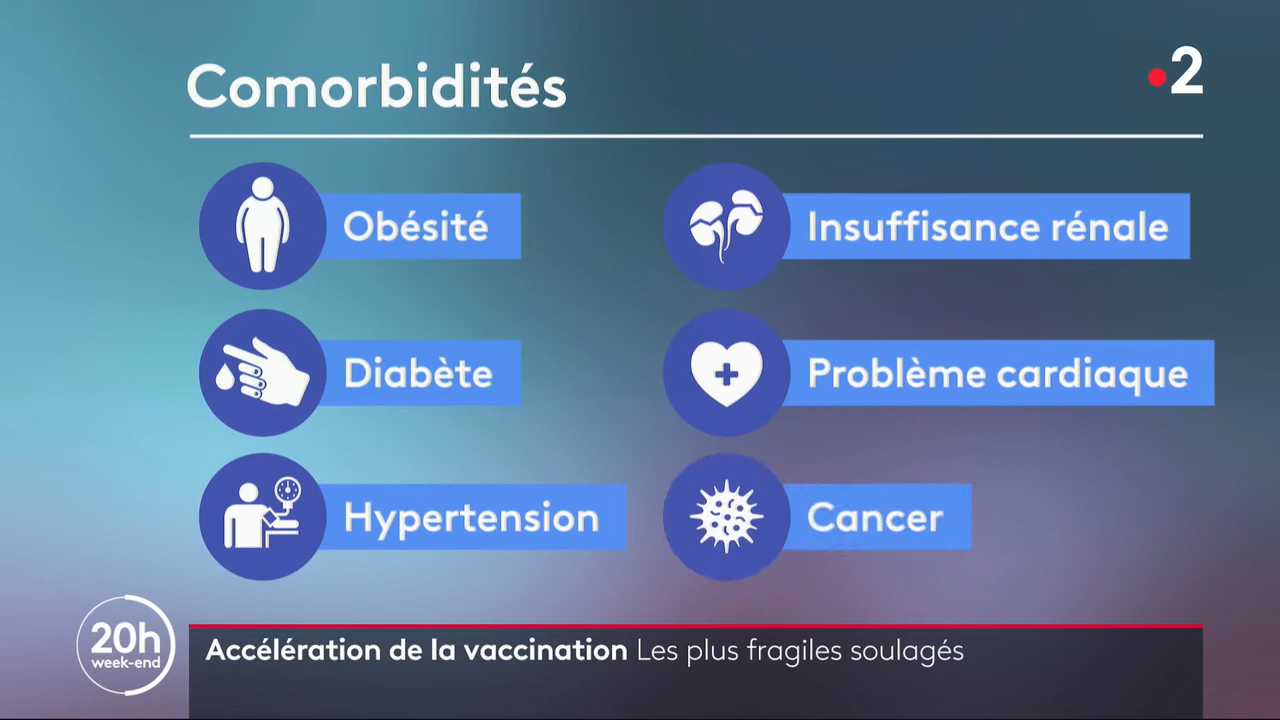 Comorbidités
2
Obésité
Insuffisance rénale
Diabète
Problème cardiaque
Hypertension
Cancer
20h
week-end
Accélération de la vaccination Les plus fragiles soulagés